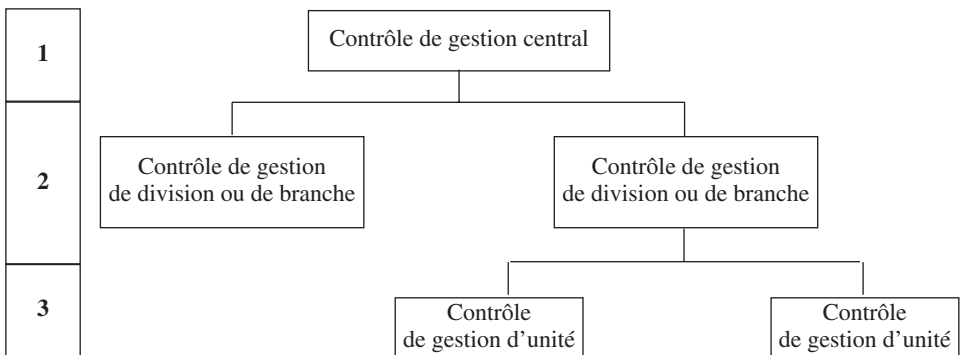 1
Contrôle de gestion central
2
Contrôle de gestion
de division ou de branche
Contrôle de gestion
de division ou de branche
3
Contrôle
de gestion d’unité
Contrôle
de gestion d’unité